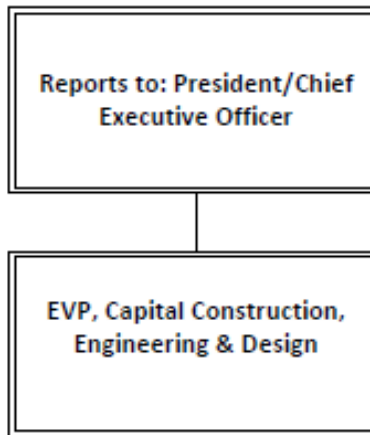 Reports to: President/Chief
Executive Officer
EVP, Capital Construction,
Engineering & Design